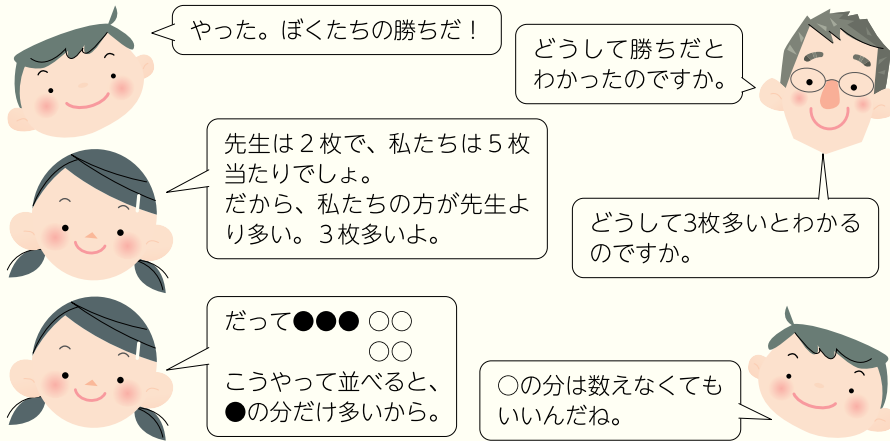 やった。ぼくたちの勝ちだ！
どうして勝ちだと
わかったのですか。
先生は２枚で、私たちは５枚
当たりでしょ。
だから、私たちの方が先生よ
り多い。３枚多いよ。
どうして3枚多いとわかる
のですか。
だって●●● ○○
○○
こうやって並べると、
●の分だけ多いから。
○の分は数えなくても
いいんだね。